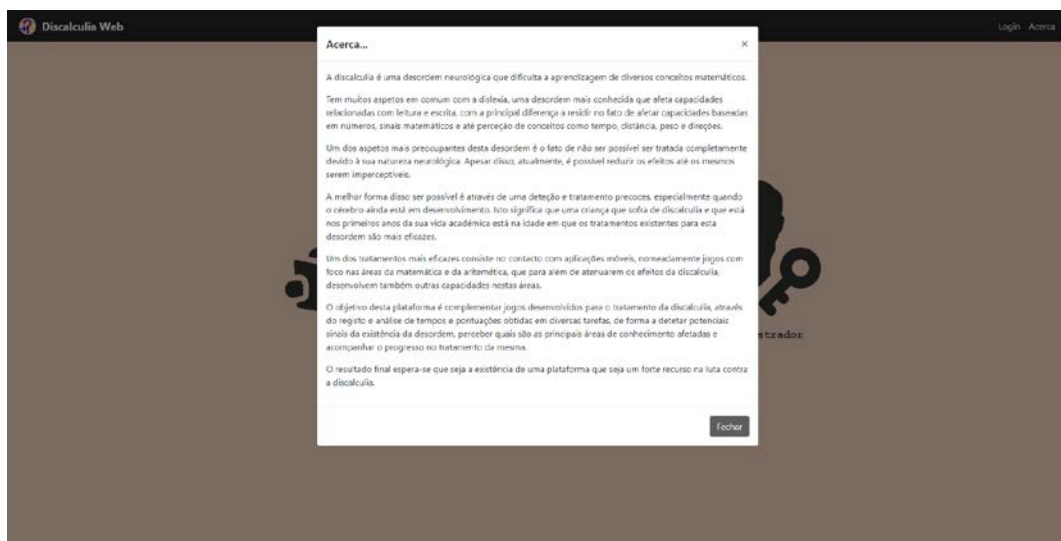 Discalculia Web
Login Acerca
Acerca...
×
A discalculia é uma desordem neurológica que dificulta a aprendizagem de diversos conceitos matemáticos.
Tem muitos aspetos em comum com a dislexia, uma desordem mais conhecida que afeta capacidades
relacionadas com leitura e escrita, com a principal diferença a residir no fato de afetar capacidades baseadas
em números, sinais matemáticos e até perceção de conceitos como tempo, distância, peso e direções.
Um dos aspetos mais preocupantes desta desordem é o fato de não ser possível ser tratada completamente
devido à sua natureza neurológica. Apesar disso, atualmente, é possível reduzir os efeitos até os mesmos
serem imperceptíveis.
A melhor forma disso ser possível é através de uma deteção e tratamento precoces, especialmente quando
o cérebro ainda está em desenvolvimento. Isto significa que uma criança que sofra de discalculia e que está
nos primeiros anos da sua vida académica está na idade em que os tratamentos existentes para esta
desordem são mais eficazes.
Um dos tratamentos mais eficazes consiste no contacto com aplicações móveis, nomeadamente jogos com
foco nas áreas da matemática e da aritemética, que para além de atenuarem os efeitos da discalculia,
desenvolvem também outras capacidades nestas áreas.
O objetivo desta plataforma é complementar jogos desenvolvidos para o tratamento da discalculia, através
do registo e análise de tempos e pontuações obtidas em diversas tarefas, de forma a detetar potenciais
sinais da existência da desordem, perceber quais são as principais áreas de conhecimento afetadas e
acompanhar o progresso no tratamento da mesma.
strador
O resultado final espera-se que seja a existência de uma plataforma que seja um forte recurso na luta contra
a discalculia.
Fechar